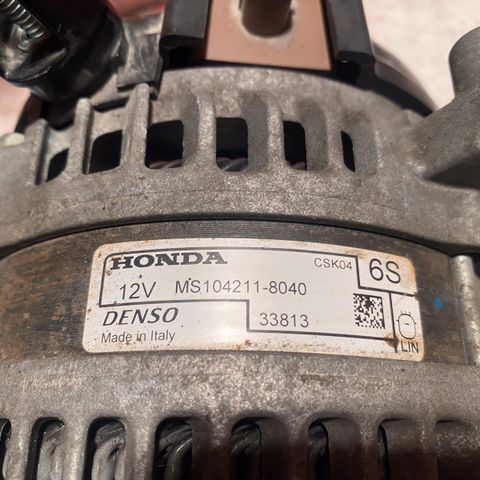 HONDA CSK04 6S
12V MS104211-8040
DENSO 33813
Made in Italy LIN